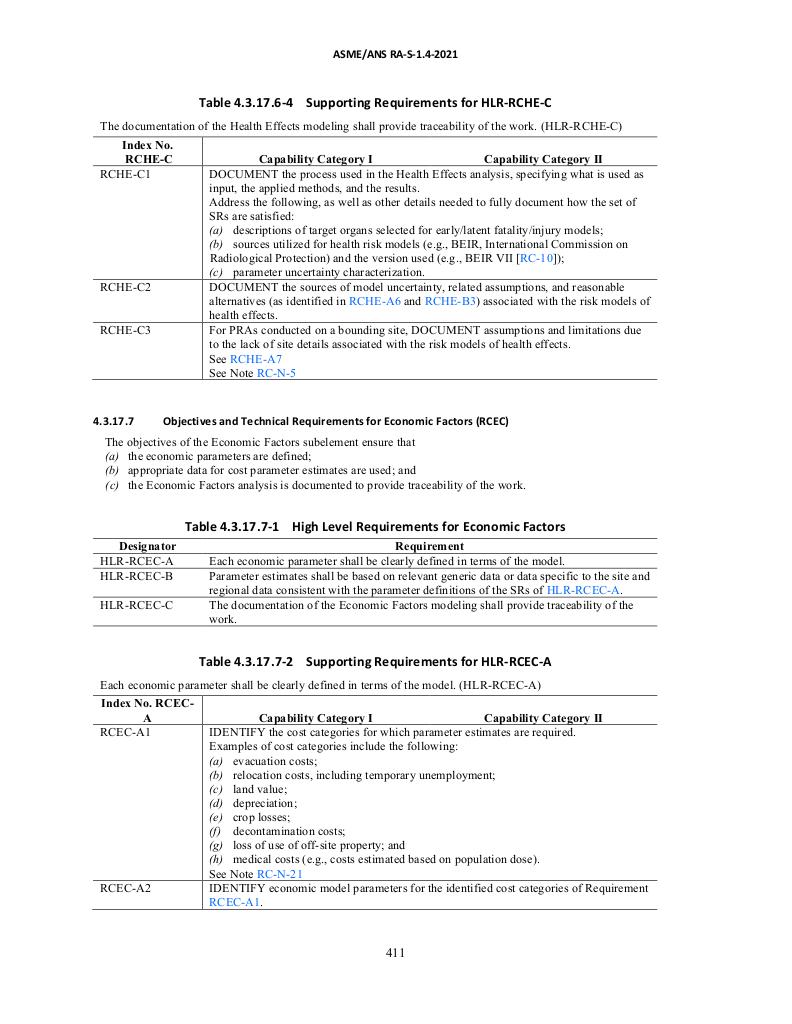 ASME/ANS RA-S-1.4-2021
Table 4.3.17.6-4 Supporting Requirements for HLR-RCHE-C
The documentation of the Health Effects modeling shall provide traceability of the work. (HLR-RCHE-C)
Index No.
RCHE-C Capability Category I Capability Category II
RCHE-C1 DOCUMENT the process used in the Health Effects analysis, specifying what is used as
input, the applied methods, and the results.
Address the following, as well as other details needed to fully document how the set of
SRs are satisfied:
(a) descriptions of target organs selected for early/latent fatality/injury models;
(b) sources utilized for health risk models (e.g., BEIR, International Commission on
Radiological Protection) and the version used (e.g., BEIR VII [RC-10]);
(c) parameter uncertainty characterization.
RCHE-C2 DOCUMENT the sources of model uncertainty, related assumptions, and reasonable
alternatives (as identified in RCHE-A6 and RCHE-B3) associated with the risk models of
health effects.
RCHE-C3 For PRAs conducted on a bounding site, DOCUMENT assumptions and limitations due
to the lack of site details associated with the risk models of health effects.
See RCHE-A7
See Note RC-N-5
4.3.17.7 Objectives and Technical Requirements for Economic Factors (RCEC)
The objectives of the Economic Factors subelement ensure that
(a) the economic parameters are defined;
(b) appropriate data for cost parameter estimates are used; and
(c) the Economic Factors analysis is documented to provide traceability of the work.
Table 4.3.17.7-1 High Level Requirements for Economic Factors
Designator Requirement
HLR-RCEC-A Each economic parameter shall be clearly defined in terms of the model.
HLR-RCEC-B Parameter estimates shall be based on relevant generic data or data specific to the site and
regional data consistent with the parameter definitions of the SRs of HLR-RCEC-A.
HLR-RCEC-C The documentation of the Economic Factors modeling shall provide traceability of the
work.
Table 4.3.17.7-2 Supporting Requirements for HLR-RCEC-A
Each economic parameter shall be clearly defined in terms of the model. (HLR-RCEC-A)
Index No. RCEC-
A Capability Category I Capability Category II
RCEC-A1 IDENTIFY the cost categories for which parameter estimates are required.
Examples of cost categories include the following:
(a) evacuation costs;
(b) relocation costs, including temporary unemployment;
(c) land value;
(d) depreciation;
(e) crop losses;
(f) decontamination costs;
(g) loss of use of off-site property; and
(h) medical costs (e.g., costs estimated based on population dose).
See Note RC-N-21
RCEC-A2 IDENTIFY economic model parameters for the identified cost categories of Requirement
RCEC-A1.
411